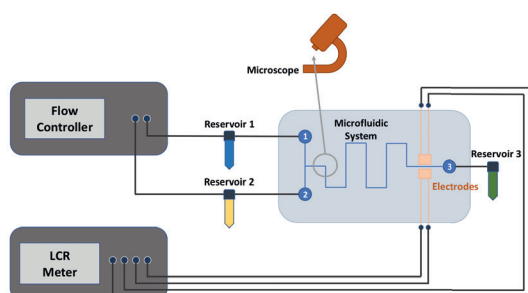 Microscope
Flow
Controller
Reservoir 1
Microfluidic
System
1
Reservoir 2
2
3
Reservoir 3
Electrodes
LCR
Meter